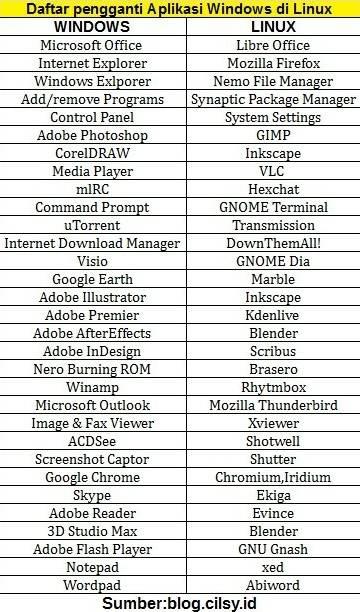 Daftar pengganti Aplikasi Windows di Linux
WINDOWS LINUX
Microsoft Office Libre Office
Internet Explorer Mozilla Firefox
Windows Exlporer Nemo File Manager
Add/remove Programs Synaptic Package Manager
Control Panel System Settings
Adobe Photoshop GIMP
CorelDRAW Inkscape
Media Player VLC
mIRC Hexchat
Command Prompt GNOME Terminal
uTorrent Transmission
Internet Download Manager DownThemAll!
Visio GNOME Dia
Google Earth Marble
Adobe Illustrator Inkscape
Adobe Premier Kdenlive
Adobe AfterEffects Blender
Adobe InDesign Scribus
Nero Burning ROM Brasero
Winamp Rhytmbox
Microsoft Outlook Mozilla Thunderbird
Image & Fax Viewer Xviewer
ACDSee Shotwell
Screenshot Captor Shutter
Google Chrome Chromium,Iridium
Skype Ekiga
Adobe Reader Evince
3D Studio Max Blender
Adobe Flash Player GNU Gnash
Notepad xed
Wordpad Abiword
Sumber:blog.cilsy.id